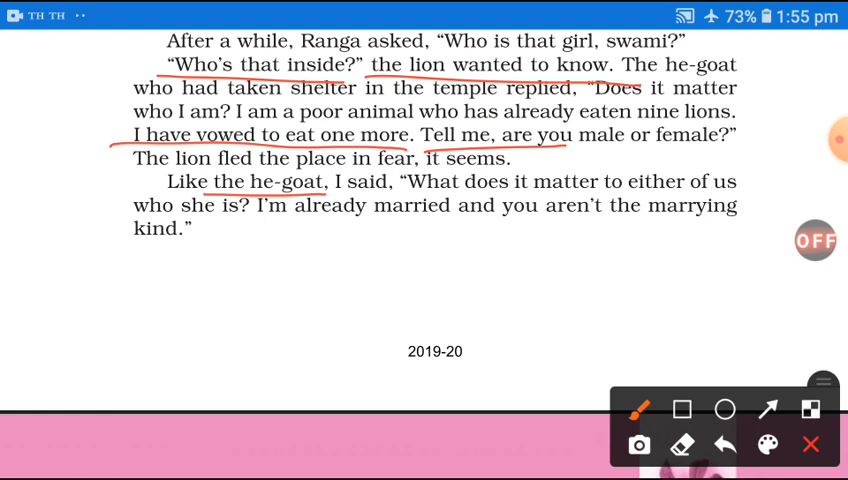 TH TH 73% 1:55 pm
After a while, Ranga asked, “Who is that girl, swami?”
“Who’s that inside?” the lion wanted to know. The he-goat
who had taken shelter in the temple replied, “Does it matter
who I am? I am a poor animal who has already eaten nine lions.
I have vowed to eat one more. Tell me, are you male or female?”
The lion fled the place in fear, it seems.
Like the he-goat, I said, “What does it matter to either of us
who she is? I’m already married and you aren’t the marrying
kind.”
OFF
2019-20